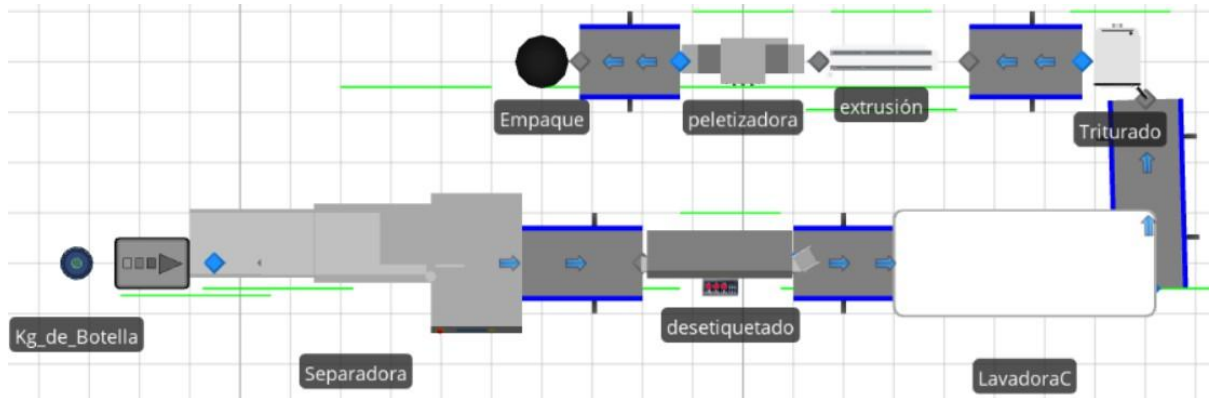 Empaque
peletizadora
extrusión
Triturado
Kg_de_Botella
Separadora
desetiquetado
LavadoraC